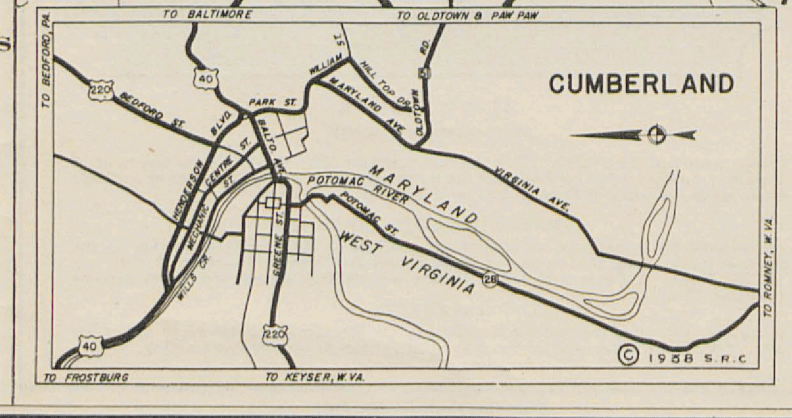 TO BALTIMORE
TO OLDTOWN & PAW PAW
TO BEDFORD, PA.
S
CUMBERLAND
220
40
BEDFORD ST.
PARK ST.
WILLIAM ST.
HILL TOP DR.
MARYLAND AVE.
OLDTOWN RD.
51
HENDERSON BLVD.
CENTRE ST.
MECHANIC ST.
BALTO. AVE.
VIRGINIA AVE.
MARYLAND
POTOMAC RIVER
POTOMAC ST.
WEST VIRGINIA
GREENE ST.
WILLS CR.
28
40
220
TO ROMNEY, W. VA.
© 1938 S.R.C
TO FROSTBURG
TO KEYSER, W.VA.